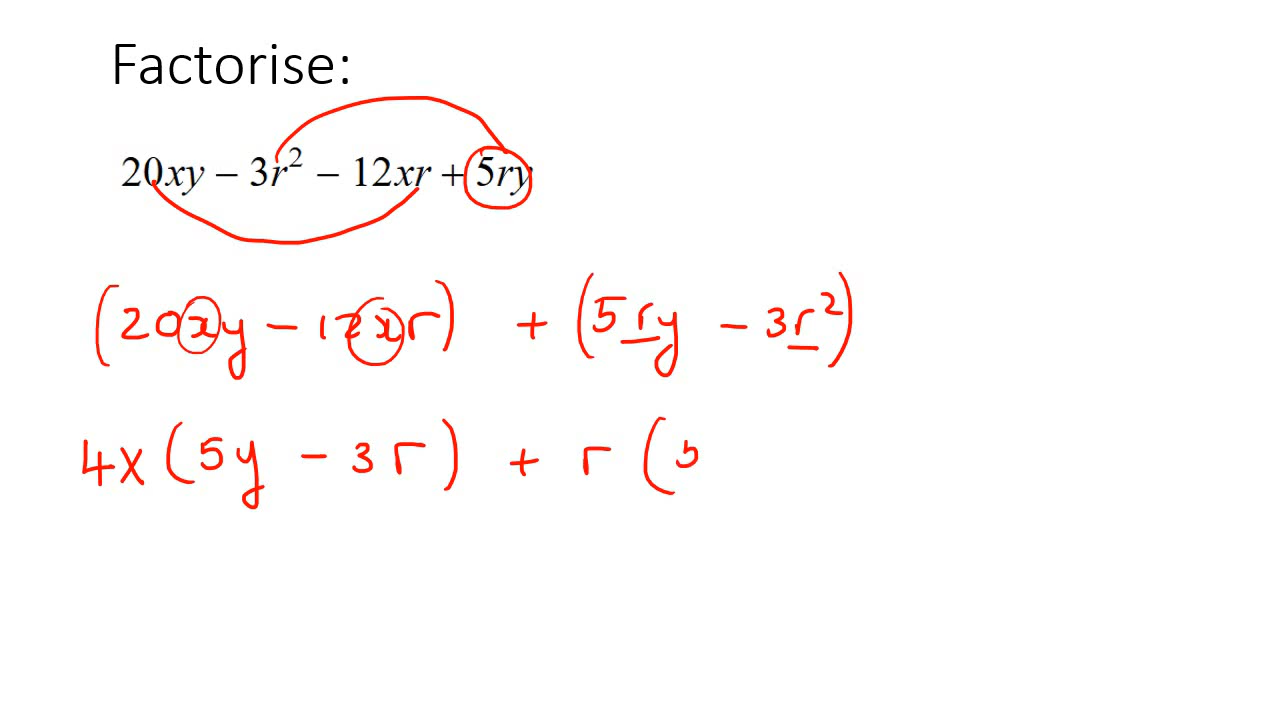 Factorise:
20xy − 3r² − 12xr + 5ry
(20xy − 12xr) + (5ry − 3r²)
4x(5y − 3r) + r(5